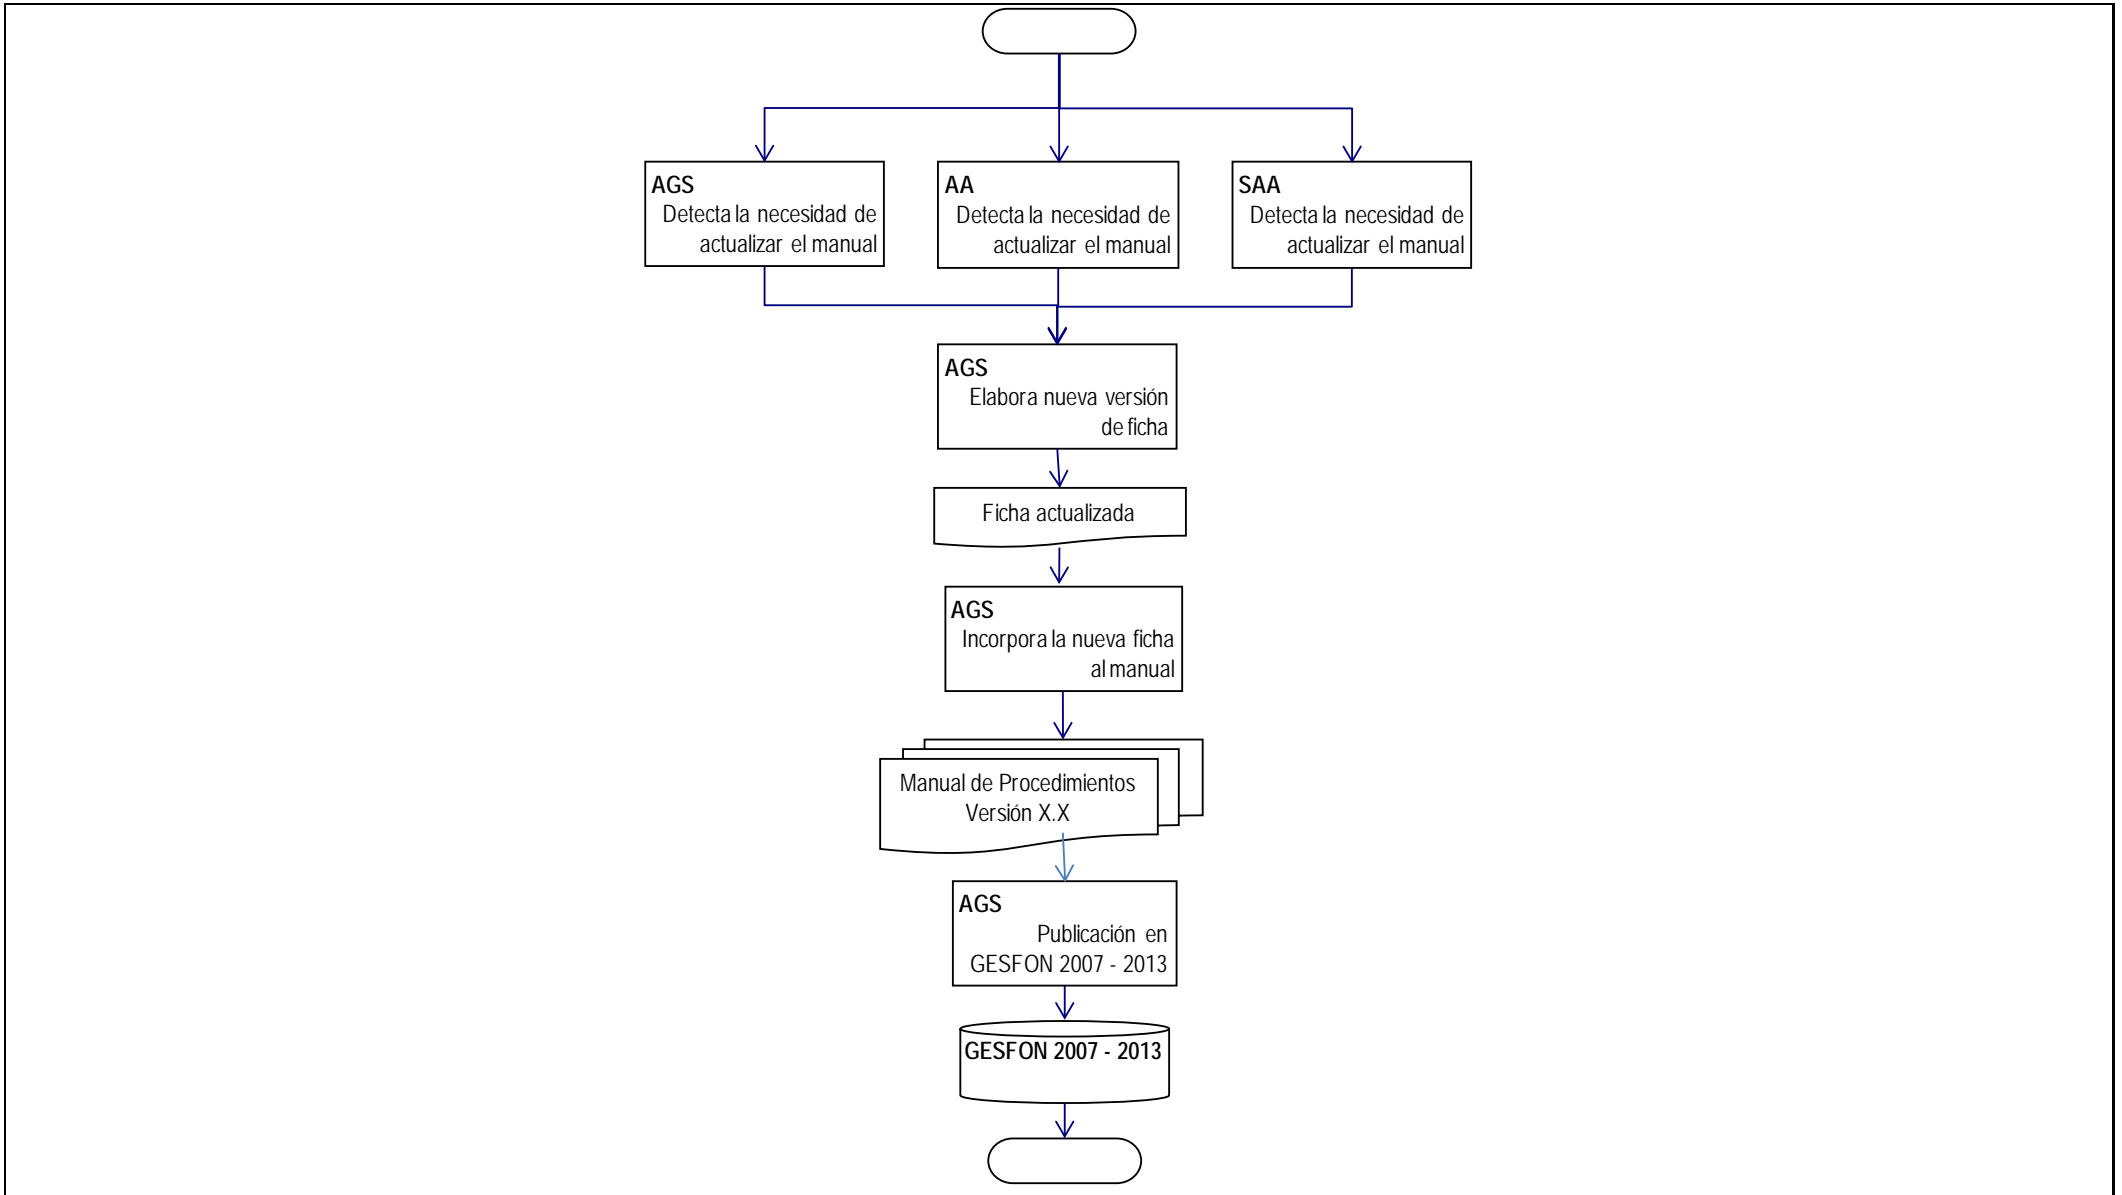 AGS
Detecta la necesidad de
actualizar el manual
AA
Detecta la necesidad de
actualizar el manual
SAA
Detecta la necesidad de
actualizar el manual
AGS
Elabora nueva versión
de ficha
Ficha actualizada
AGS
Incorpora la nueva ficha
al manual
Manual de Procedimientos
Versión X.X
AGS
Publicación en
GESFON 2007 - 2013
GESFON 2007 - 2013